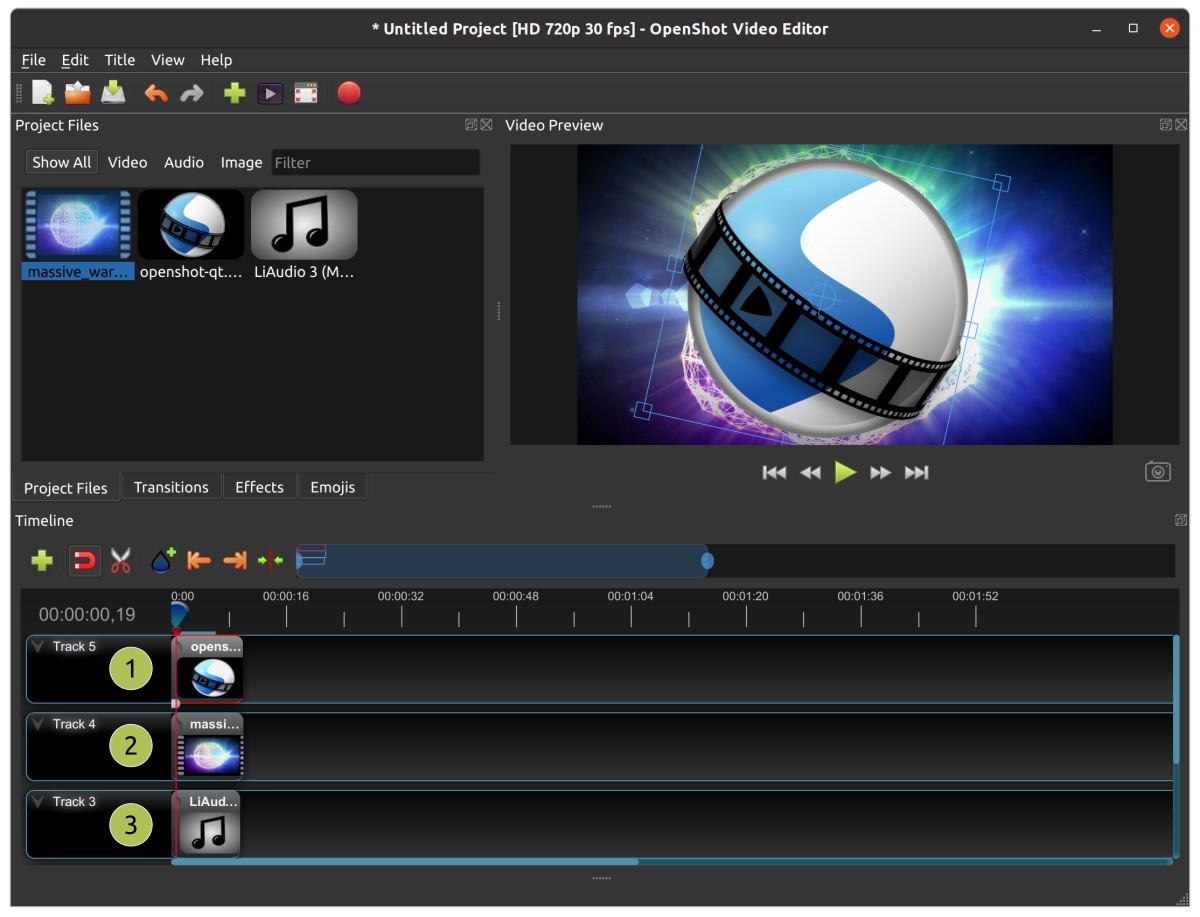 * Untitled Project [HD 720p 30 fps] - OpenShot Video Editor
File Edit Title View Help
Project Files
Video Preview
Show All Video Audio Image Filter
massive_war... openshot-qt.... LiAudio 3 (M...
Project Files Transitions Effects Emojis
Timeline
0:00 00:00:16 00:00:32 00:00:48 00:01:04 00:01:20 00:01:36 00:01:52
00:00:00,19
Track 5 opens...
1
Track 4 massi...
2
Track 3 LiAud...
3